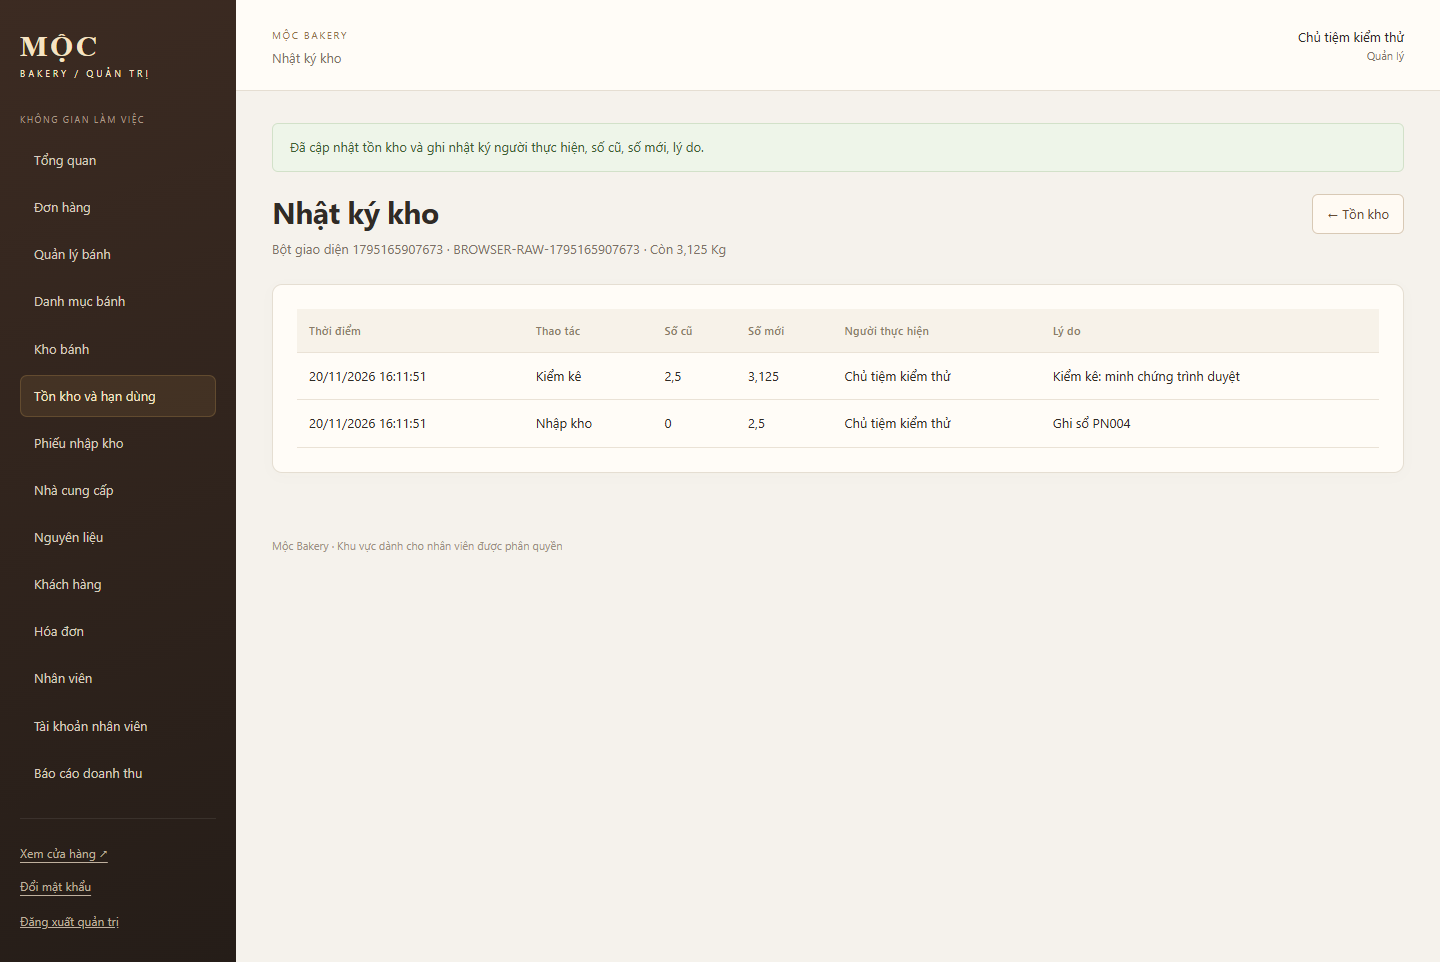 MỘC
BAKERY / QUẢN TRỊ
KHÔNG GIAN LÀM VIỆC
Tổng quan
Đơn hàng
Quản lý bánh
Danh mục bánh
Kho bánh
Tồn kho và hạn dùng
Phiếu nhập kho
Nhà cung cấp
Nguyên liệu
Khách hàng
Hóa đơn
Nhân viên
Tài khoản nhân viên
Báo cáo doanh thu
Xem cửa hàng ↗
Đổi mật khẩu
Đăng xuất quản trị
MỘC BAKERY
Nhật ký kho
Chủ tiệm kiểm thử
Quản lý
Đã cập nhật tồn kho và ghi nhật ký người thực hiện, số cũ, số mới, lý do.
Nhật ký kho
← Tồn kho
Bột giao diện 1795165907673 · BROWSER-RAW-1795165907673 · Còn 3,125 Kg
Thời điểm Thao tác Số cũ Số mới Người thực hiện Lý do
20/11/2026 16:11:51 Kiểm kê 2,5 3,125 Chủ tiệm kiểm thử Kiểm kê: minh chứng trình duyệt
20/11/2026 16:11:51 Nhập kho 0 2,5 Chủ tiệm kiểm thử Ghi sổ PN004
Mộc Bakery · Khu vực dành cho nhân viên được phân quyền